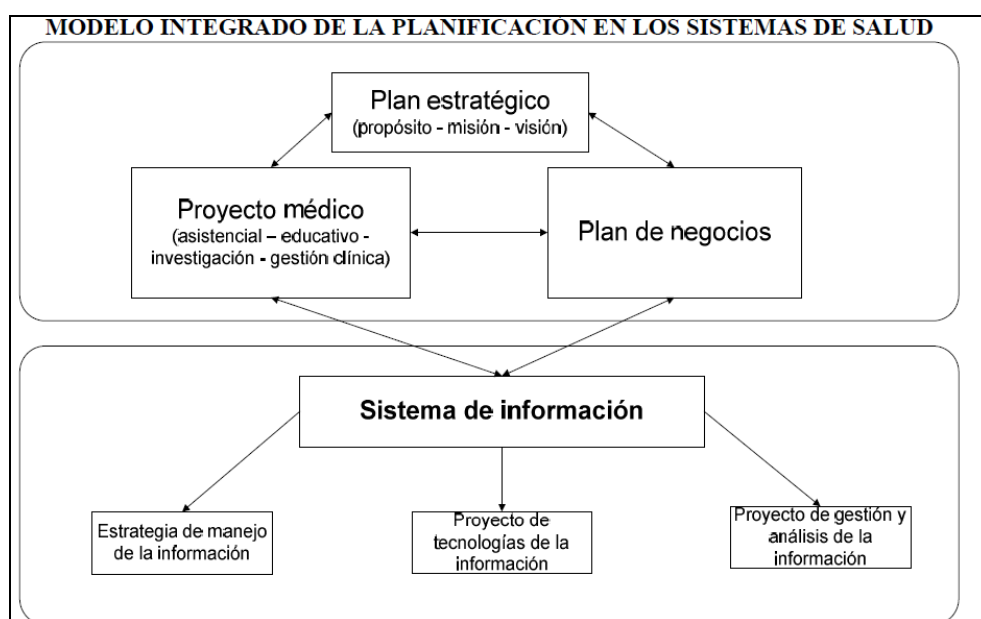 MODELO INTEGRADO DE LA PLANIFICACION EN LOS SISTEMAS DE SALUD
Plan estratégico
(propósito - misión - visión)
Proyecto médico
(asistencial – educativo -
investigación - gestión clínica)
Plan de negocios
Sistema de información
Estrategia de manejo
de la información
Proyecto de
tecnologías de la
información
Proyecto de gestión y
análisis de la
información